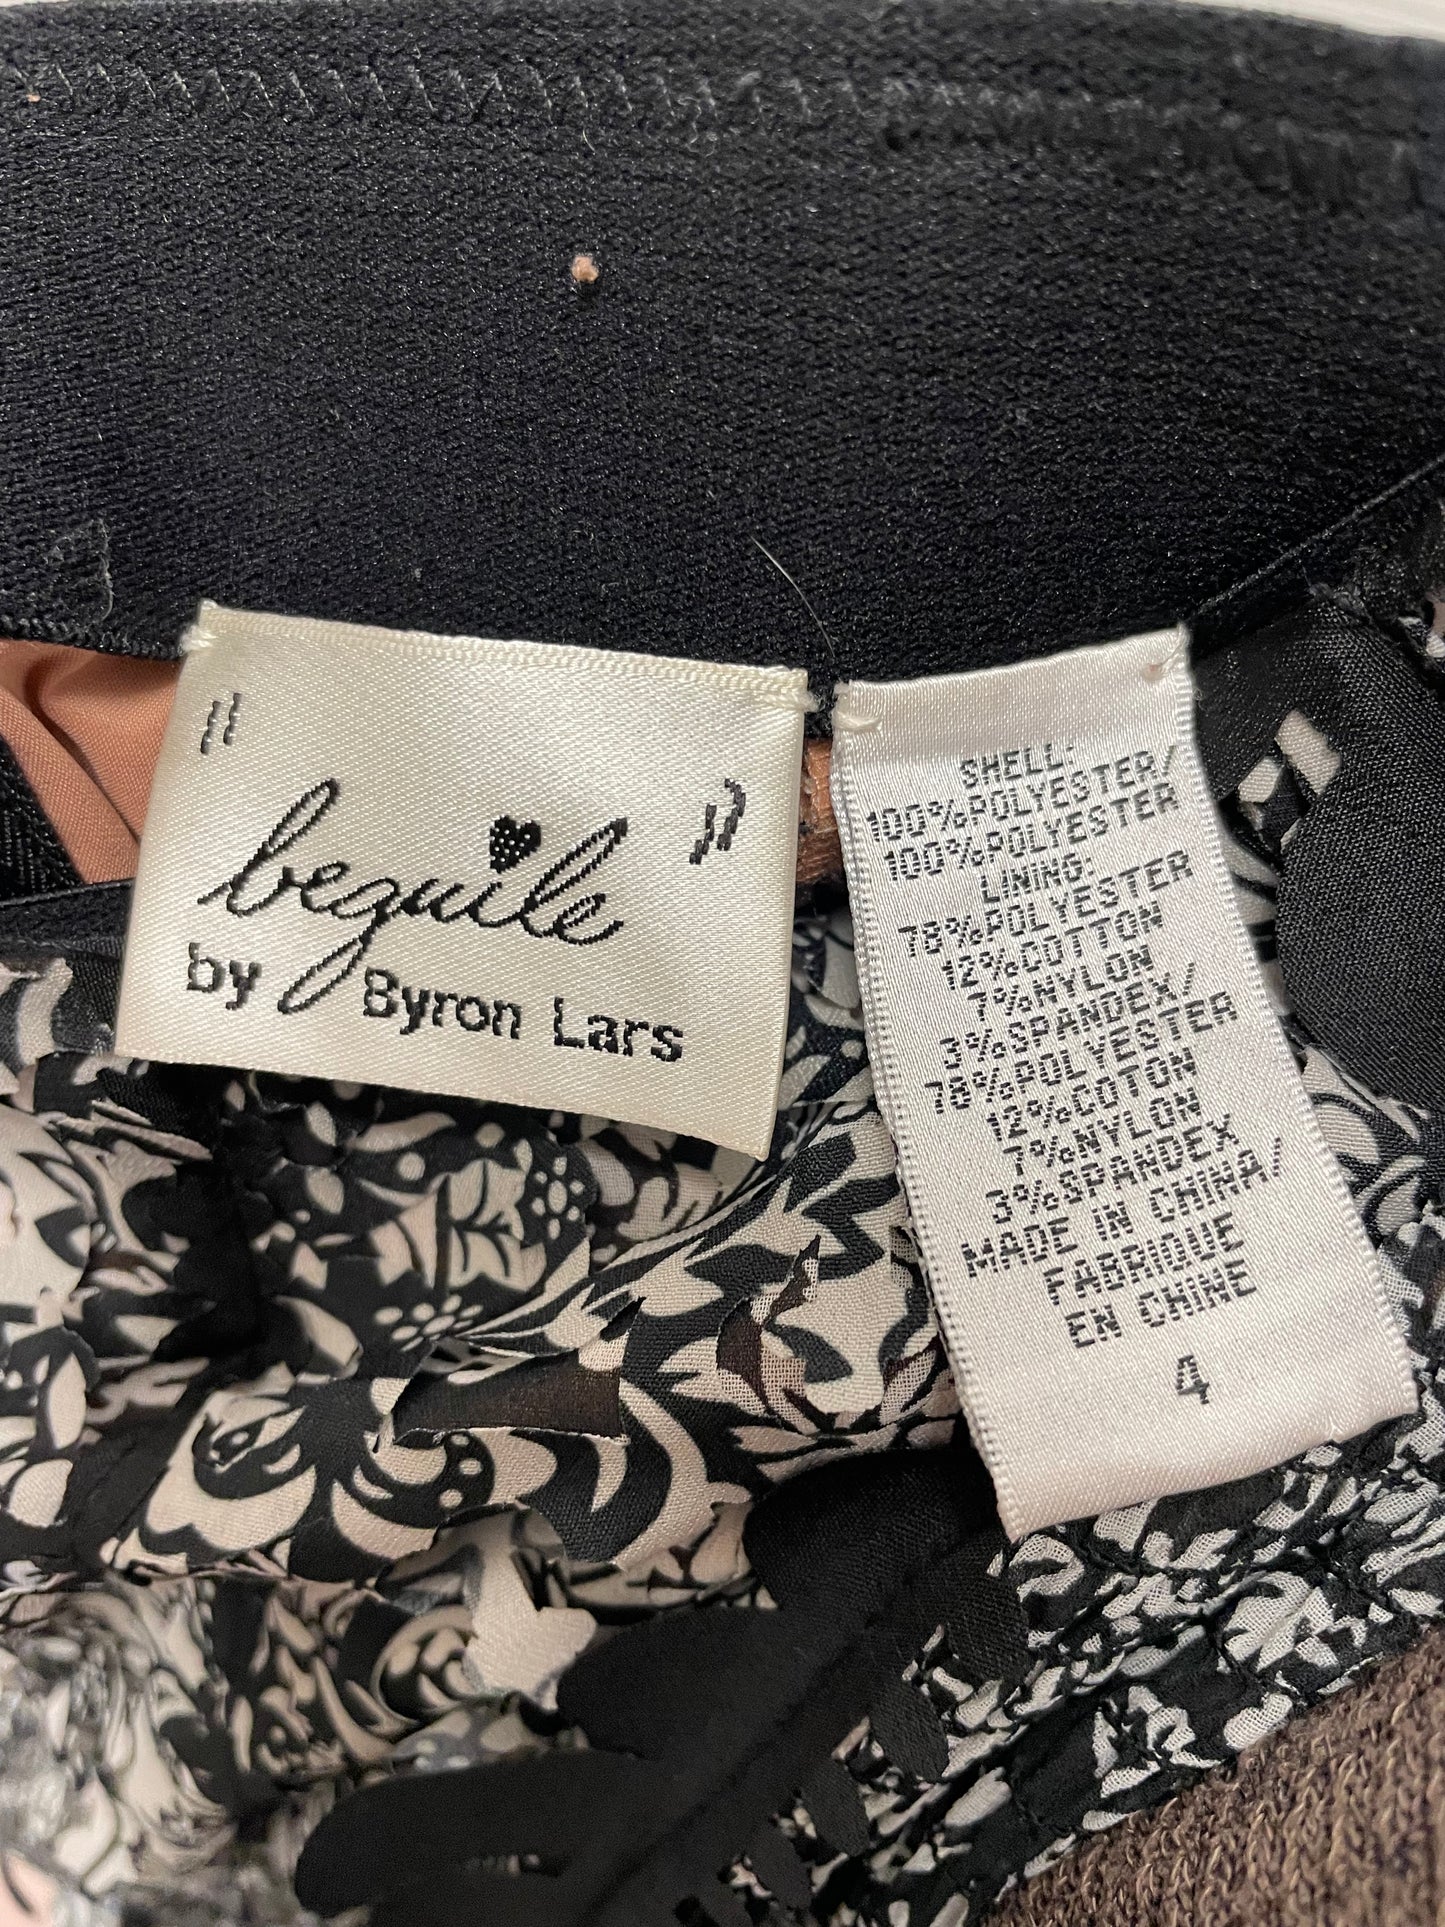 "beguile"
by Byron Lars
SHELL:
100%POLYESTER/
100%POLYESTER
LINING:
78%POLYESTER
12%COTTON
7%NYLON
3%SPANDEX/
78%POLYESTER
12%COTON
7%NYLON
3%SPANDEX
MADE IN CHINA/
FABRIQUE
EN CHINE
4